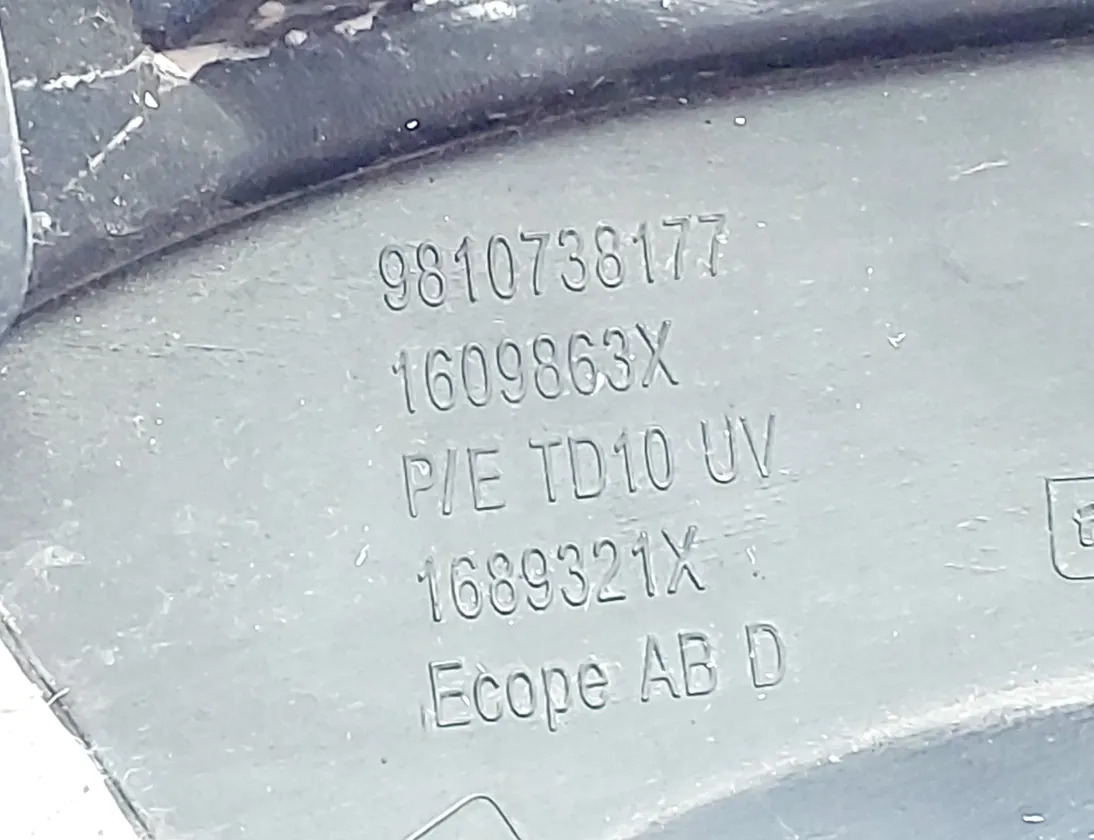 9810738177
1609863X
P/E TD10 UV
1689321X
Ecope AB D